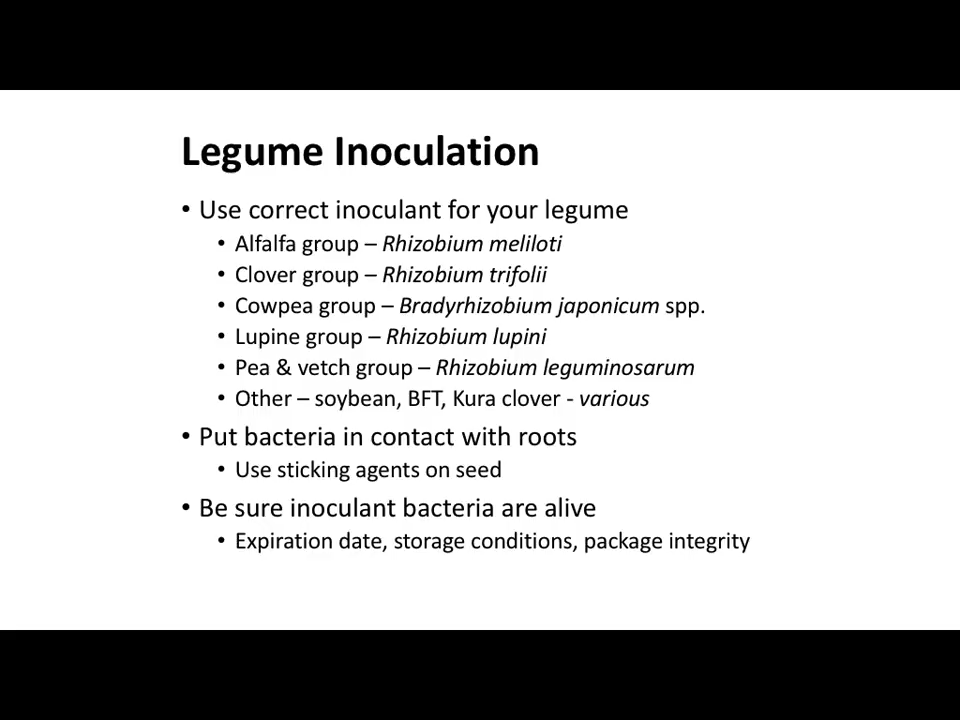 Legume Inoculation
• Use correct inoculant for your legume
• Alfalfa group – Rhizobium meliloti
• Clover group – Rhizobium trifolii
• Cowpea group – Bradyrhizobium japonicum spp.
• Lupine group – Rhizobium lupini
• Pea & vetch group – Rhizobium leguminosarum
• Other – soybean, BFT, Kura clover - various
• Put bacteria in contact with roots
• Use sticking agents on seed
• Be sure inoculant bacteria are alive
• Expiration date, storage conditions, package integrity